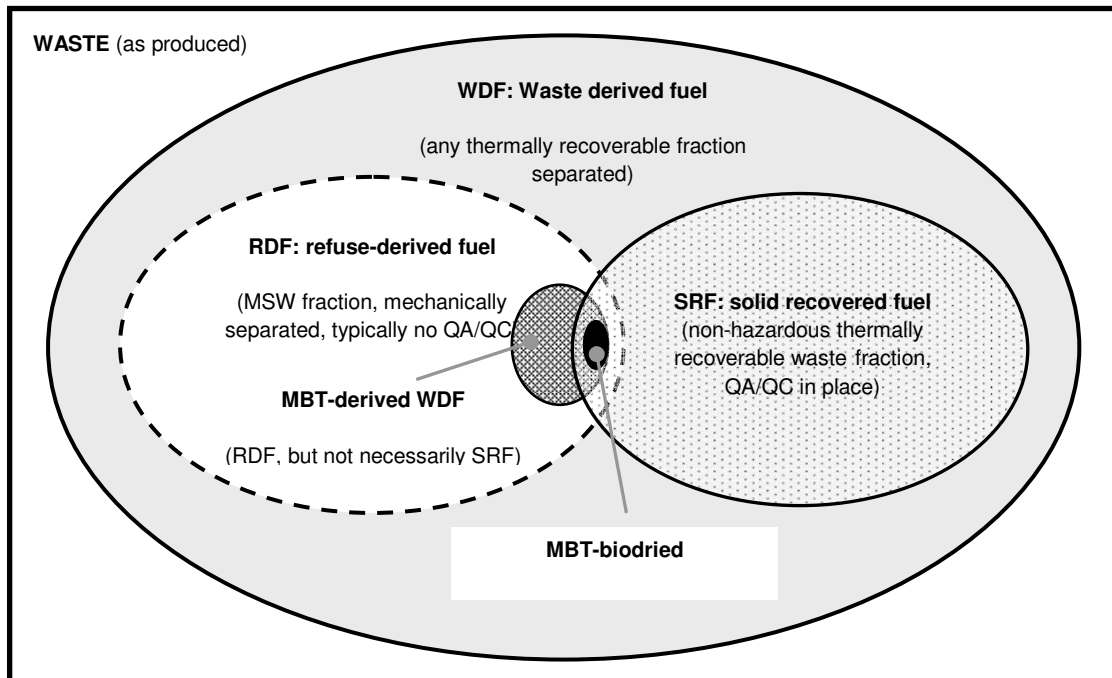 WASTE (as produced)
WDF: Waste derived fuel
(any thermally recoverable fraction
separated)
RDF: refuse-derived fuel
(MSW fraction, mechanically
separated, typically no QA/QC
MBT-derived WDF
(RDF, but not necessarily SRF)
SRF: solid recovered fuel
(non-hazardous thermally
recoverable waste fraction,
QA/QC in place)
MBT-biodried